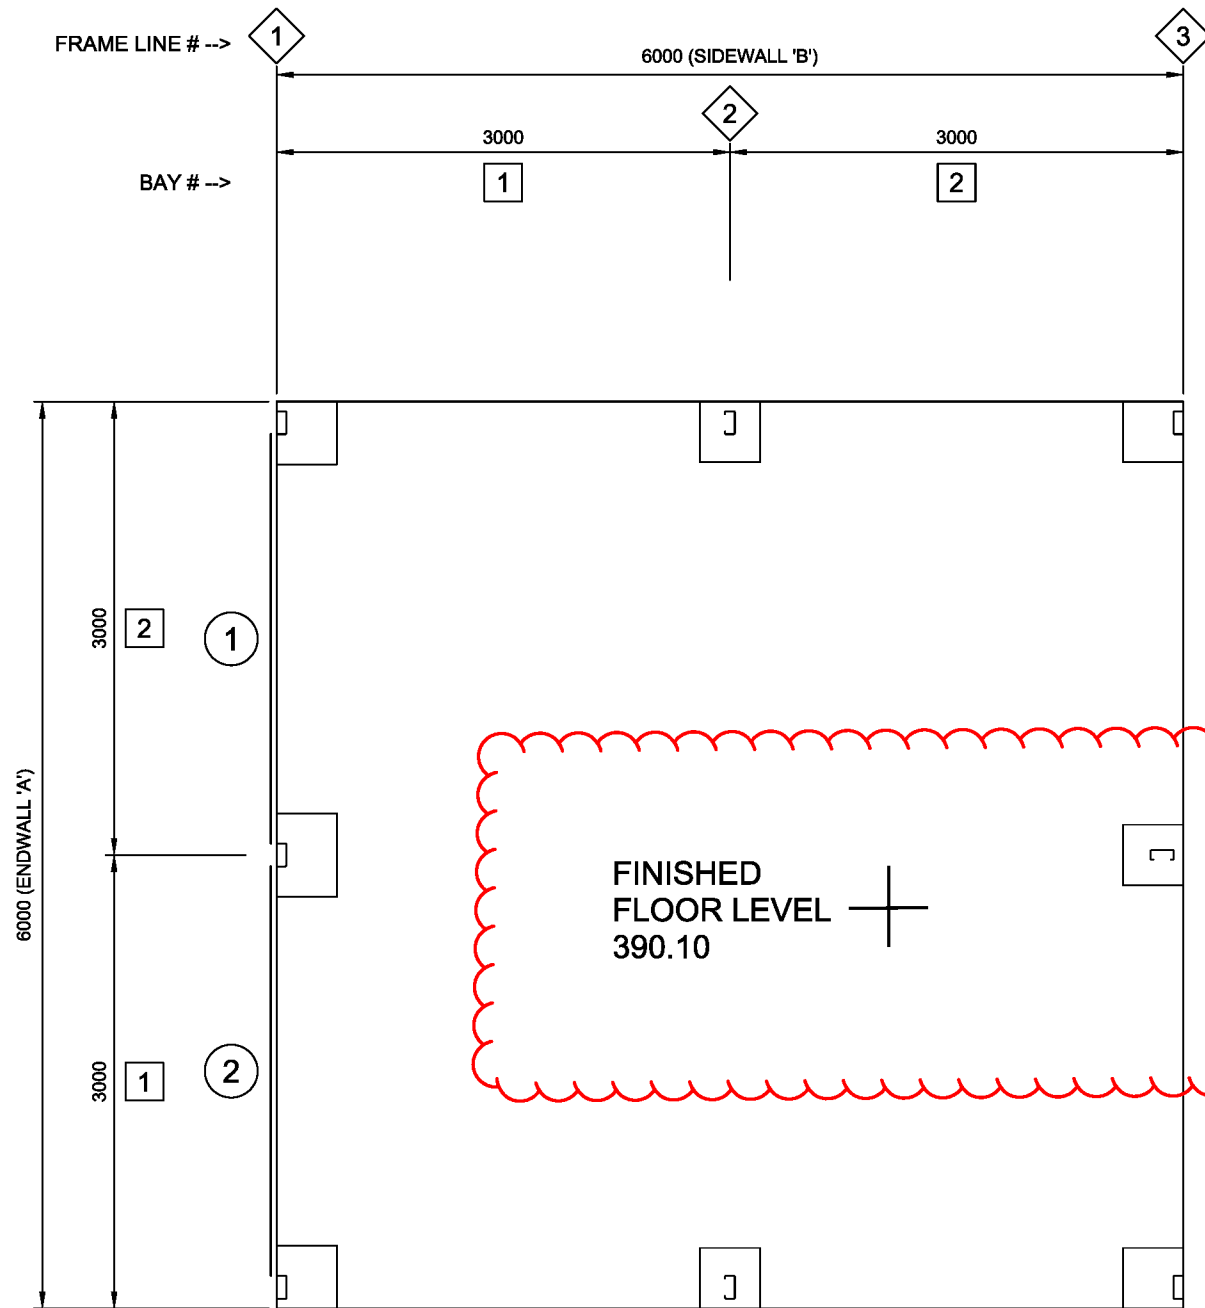 FRAME LINE # -->
1
3
6000 (SIDEWALL 'B')
2
3000
3000
BAY # -->
1
2
3000
2
1
6000 (ENDWALL 'A')
FINISHED
FLOOR LEVEL
390.10
3000
1
2